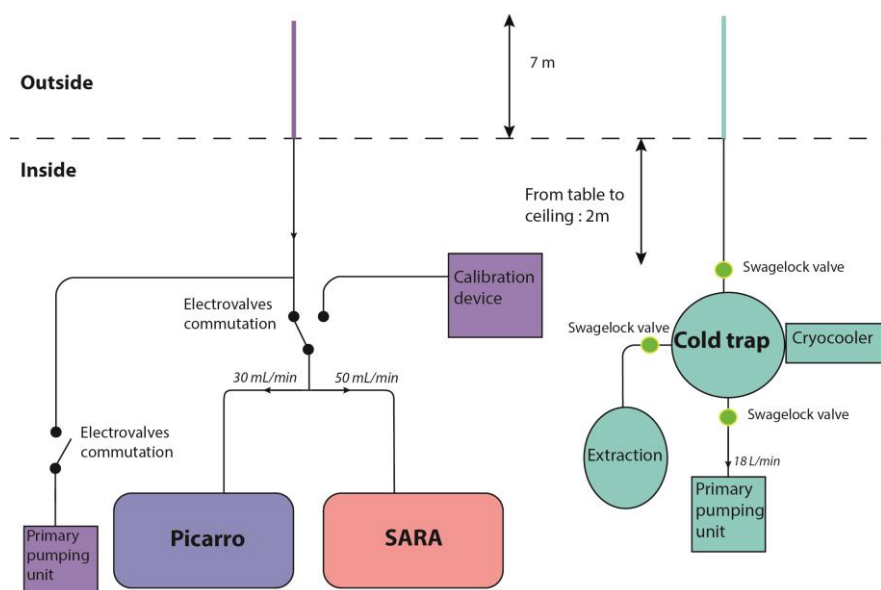 7 m
Outside
Inside
From table to
ceiling : 2m
Swagelock valve
Calibration
device
Electrovalves
commutation
Swagelock valve
Cold trap
Cryocooler
30 mL/min
50 mL/min
Swagelock valve
Electrovalves
commutation
Extraction
18 L/min
Primary
pumping
unit
Picarro
SARA
Primary
pumping
unit